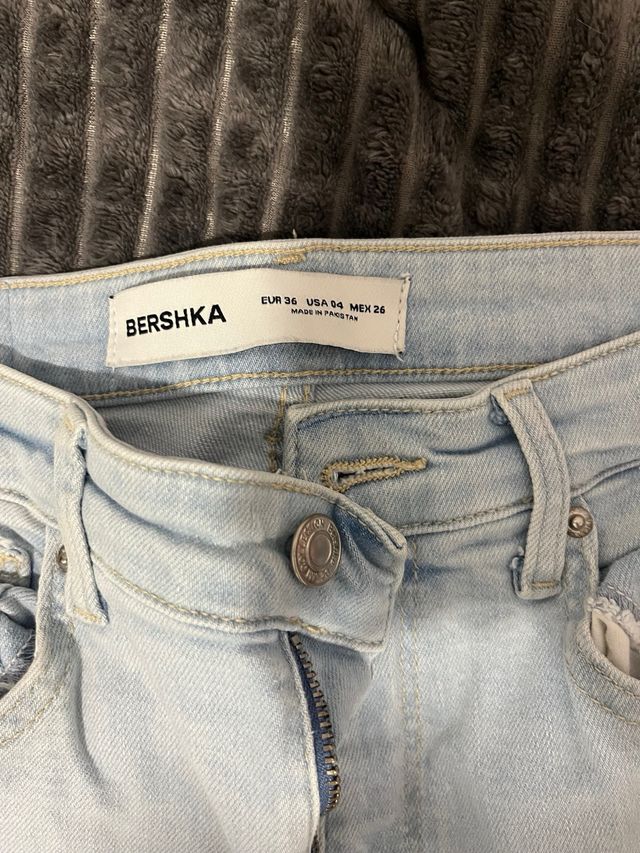 BERSHKA
EUR 36 USA 04 MEX 26
MADE IN PAKISTAN